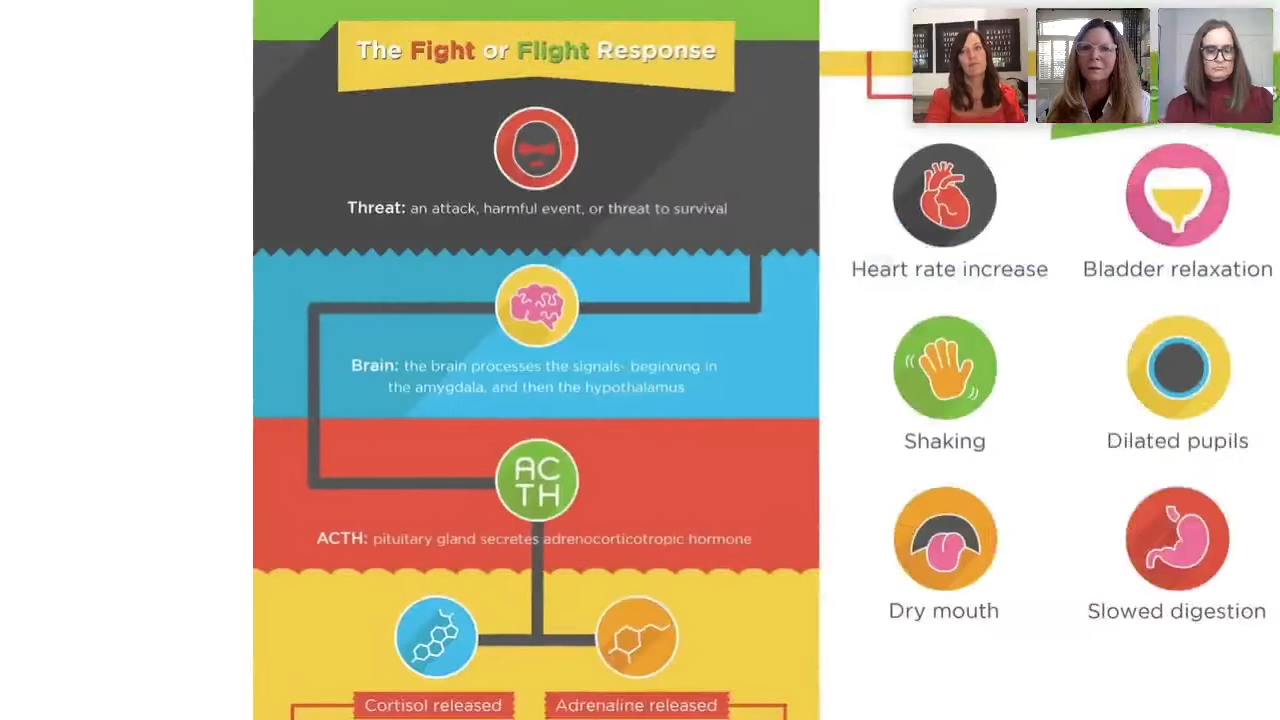 The Fight or Flight Response
Threat: an attack, harmful event, or threat to survival
Brain: the brain processes the signals- beginning in
the amygdala, and then the hypothalamus
AC
TH
ACTH: pituitary gland secretes adrenocorticotropic hormone
Cortisol released
Adrenaline released
Heart rate increase
Bladder relaxation
Shaking
Dilated pupils
Dry mouth
Slowed digestion